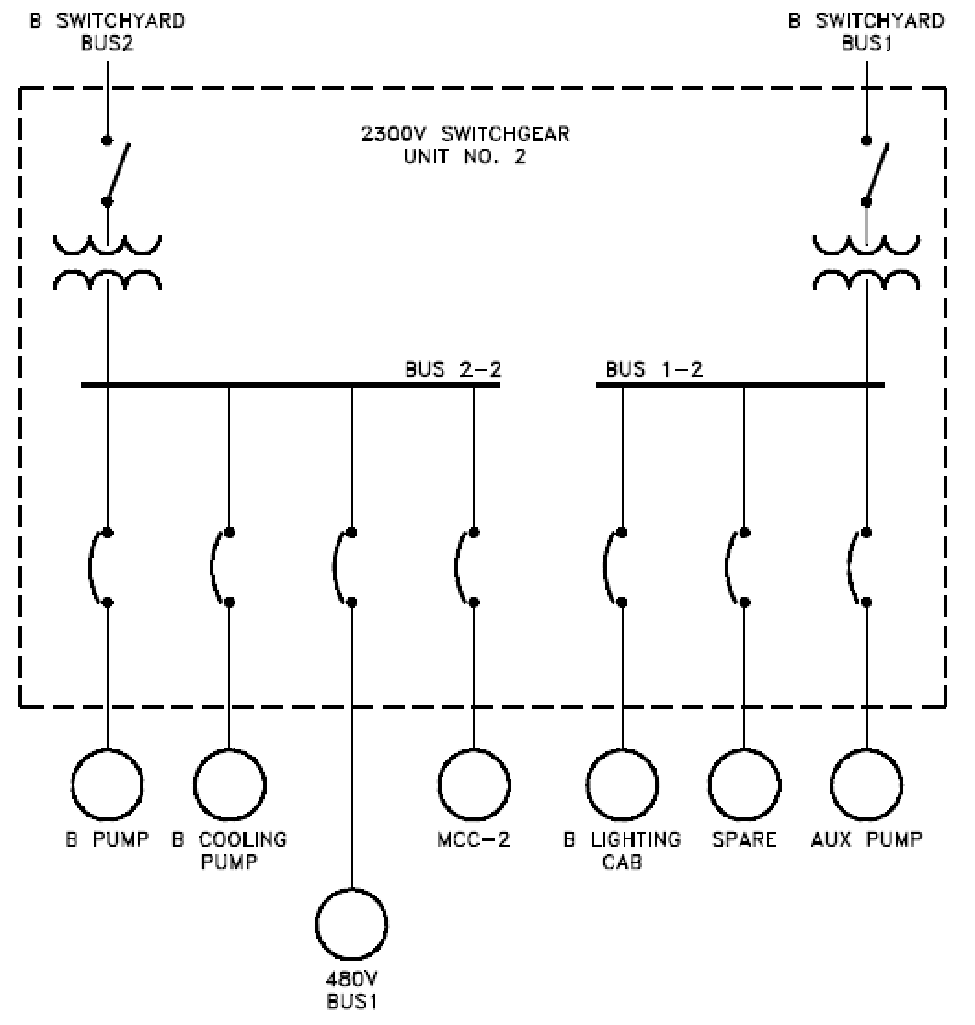 B SWITCHYARD
BUS2
B SWITCHYARD
BUS1
2300V SWITCHGEAR
UNIT NO. 2
BUS 2-2
BUS 1-2
B PUMP
B COOLING
PUMP
MCC-2
B LIGHTING
CAB
SPARE
AUX PUMP
480V
BUS1